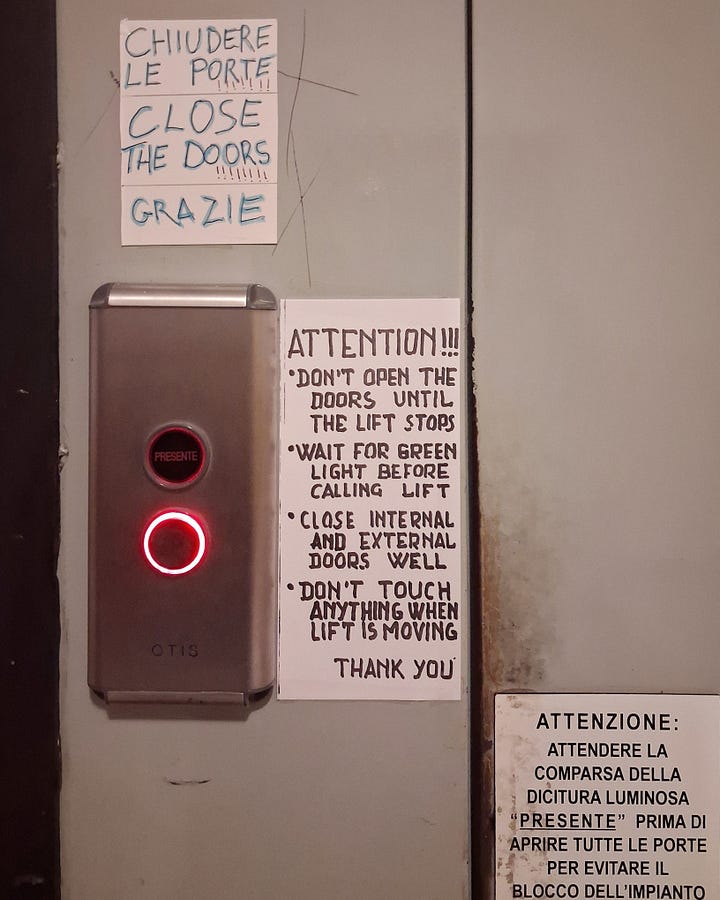 CHIUDERE
LE PORTE
!!!!!!
CLOSE
THE DOORS
!!!!!!!
GRAZIE
PRESENTE
OTIS
ATTENTION!!!
•DON'T OPEN THE
DOORS UNTIL
THE LIFT STOPS
•WAIT FOR GREEN
LIGHT BEFORE
CALLING LIFT
•CLOSE INTERNAL
AND EXTERNAL
DOORS WELL
•DON'T TOUCH
ANYTHING WHEN
LIFT IS MOVING
THANK YOU
ATTENZIONE:
ATTENDERE LA
COMPARSA DELLA
DICITURA LUMINOSA
“PRESENTE” PRIMA DI
APRIRE TUTTE LE PORTE
PER EVITARE IL
BLOCCO DELL'IMPIANTO